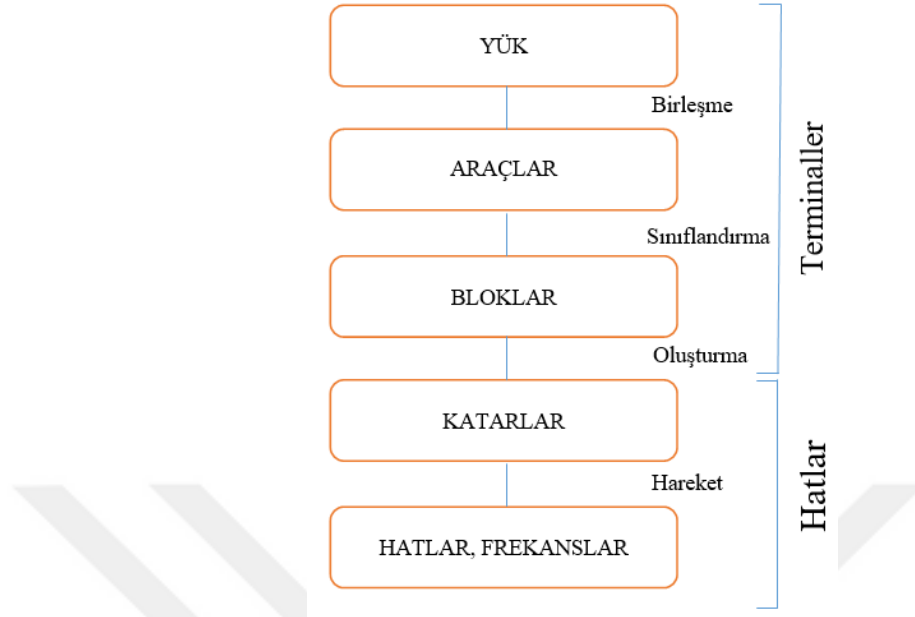 YÜK
Birleşme
ARAÇLAR
Sınıflandırma
BLOKLAR
Oluşturma
Terminaller
KATARLAR
Hareket
HATLAR, FREKANSLAR
Hatlar